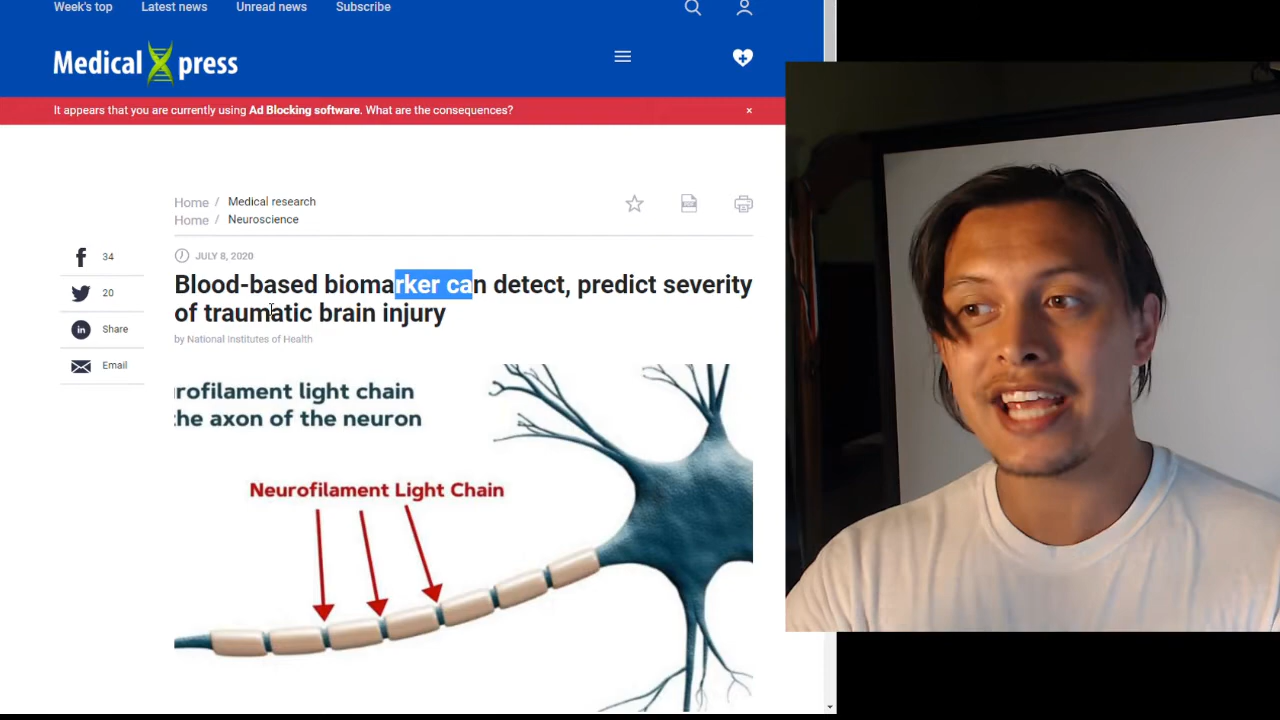 Week's top Latest news Unread news Subscribe
Medical Xpress
It appears that you are currently using Ad Blocking software. What are the consequences? ×
Home / Medical research
Home / Neuroscience
34
JULY 8, 2020
Blood-based biomarker can detect, predict severity
20
of traumatic brain injury
Share
by National Institutes of Health
Email
rofilament light chain
he axon of the neuron
Neurofilament Light Chain